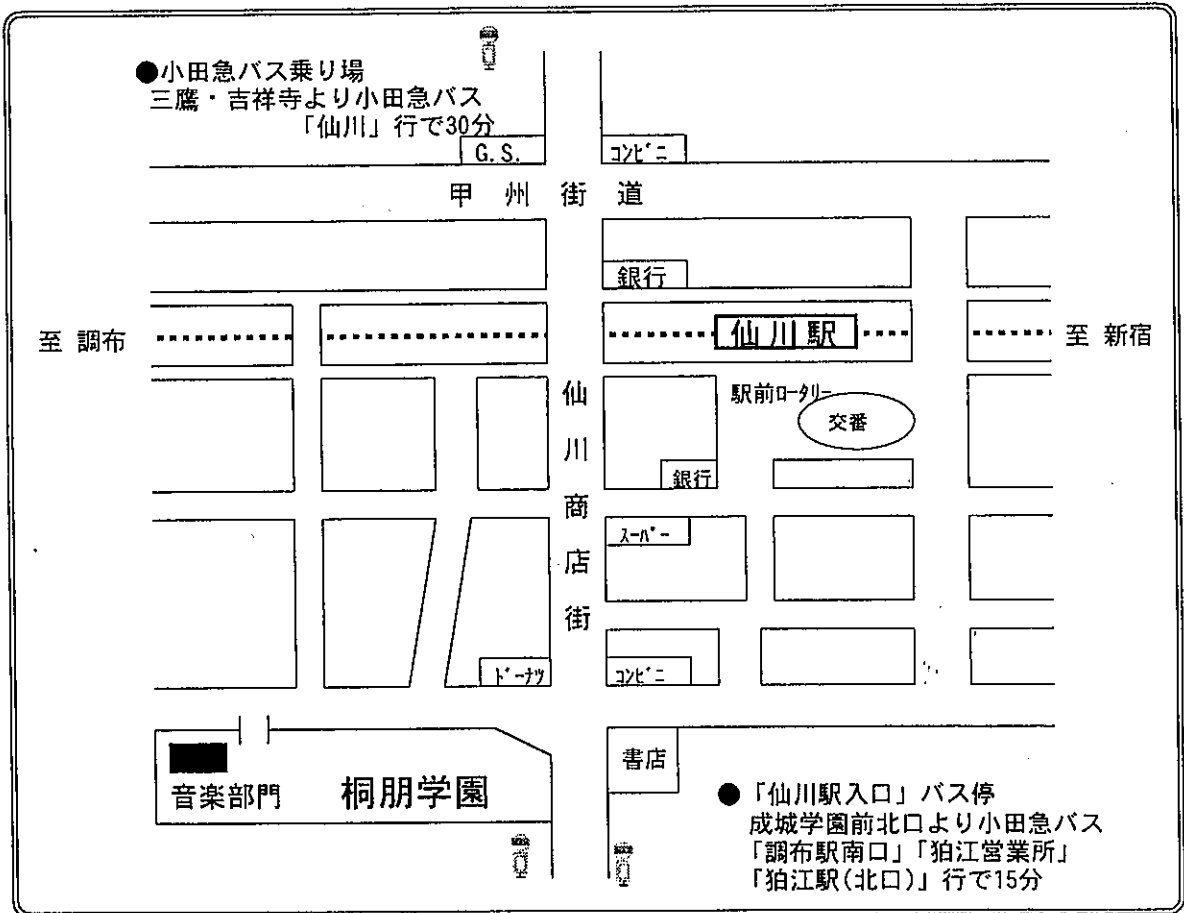 ●小田急バス乗り場
三鷹・吉祥寺より小田急バス
「仙川」行で30分
G.S.
コンビニ
甲州街道
銀行
至 調布
仙川駅
至 新宿
仙川商店街
駅前ロータリー
交番
銀行
スーパー
ドーナツ
コンビニ
書店
音楽部門
桐朋学園
●「仙川駅入口」バス停
成城学園前北口より小田急バス
「調布駅南口」「狛江営業所」
「狛江駅(北口)」行で15分